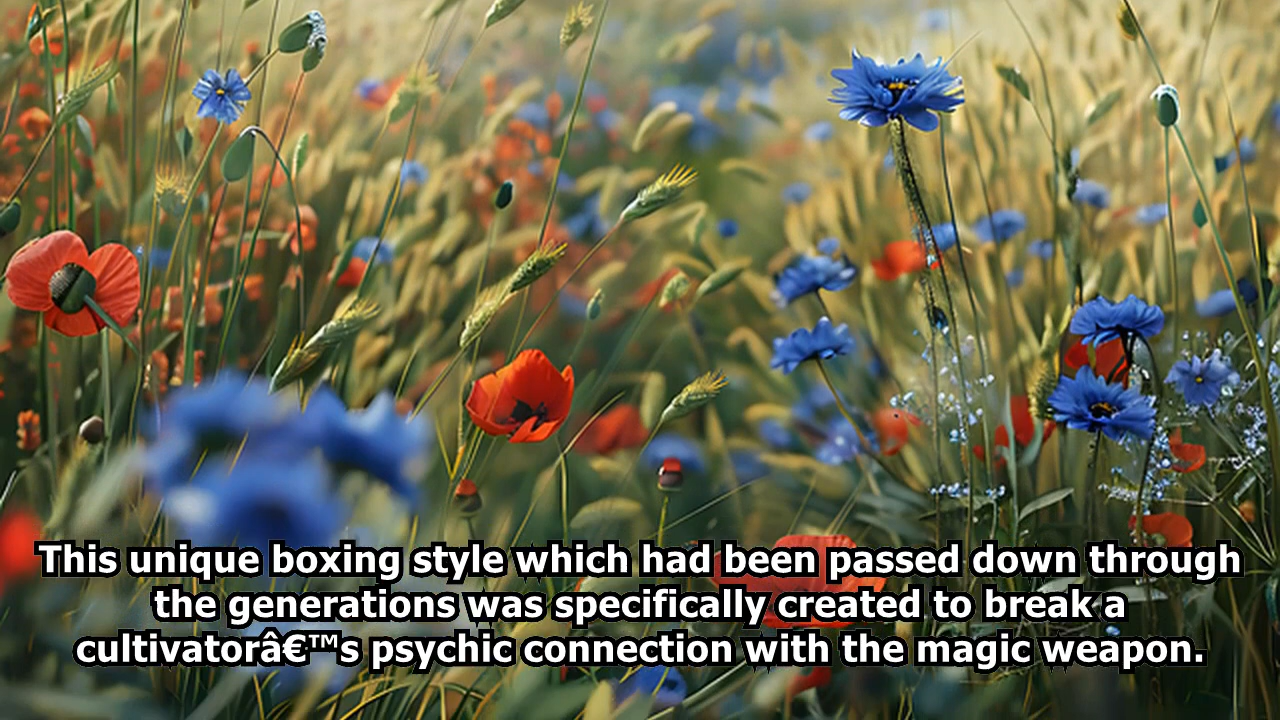 This unique boxing style which had been passed down through
the generations was specifically created to break a
cultivatorâ€™s psychic connection with the magic weapon.